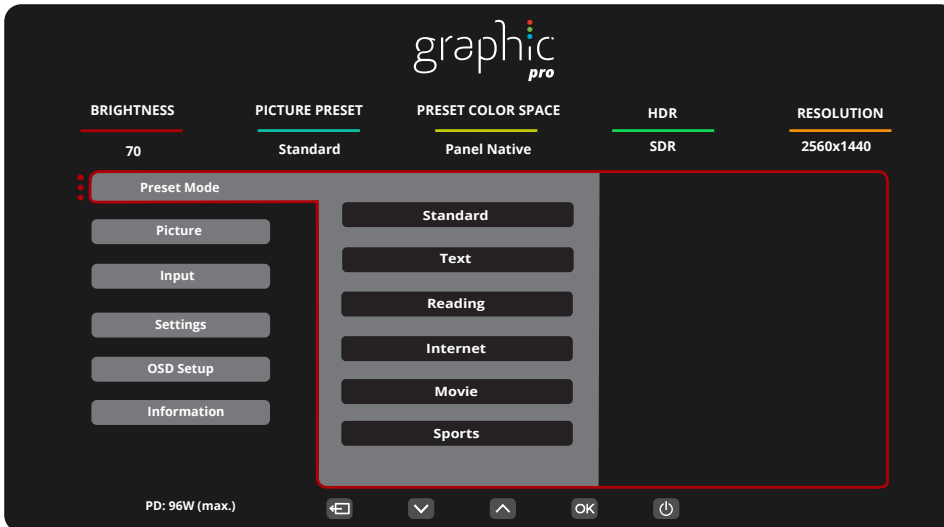 graphic
pro
BRIGHTNESS PICTURE PRESET PRESET COLOR SPACE HDR RESOLUTION
70 Standard Panel Native SDR 2560x1440
Preset Mode
Picture
Input
Settings
OSD Setup
Information
Standard
Text
Reading
Internet
Movie
Sports
PD: 96W (max.)
OK